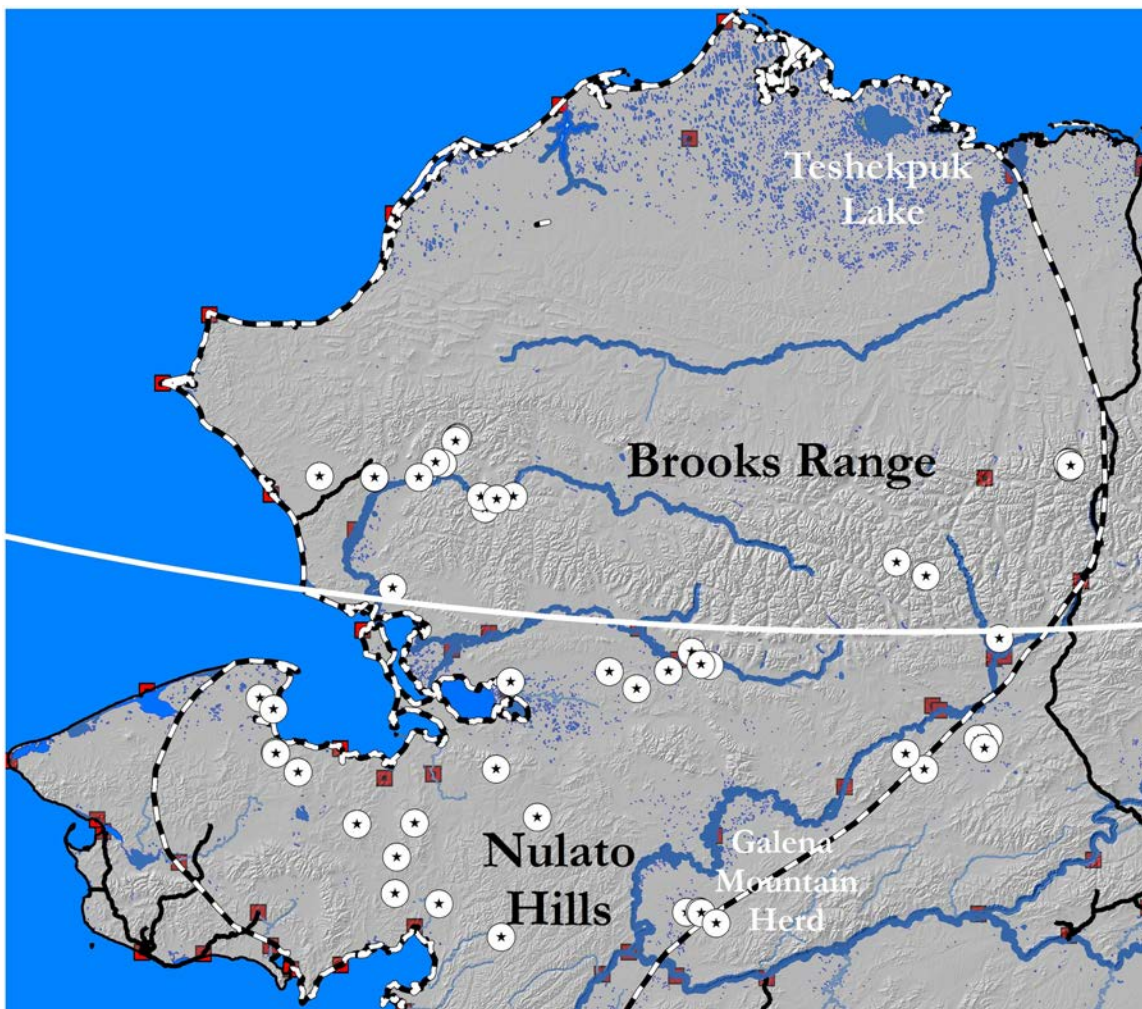 Teshekpuk
Lake
Brooks Range
Nulato
Hills
Galena
Mountain
Herd